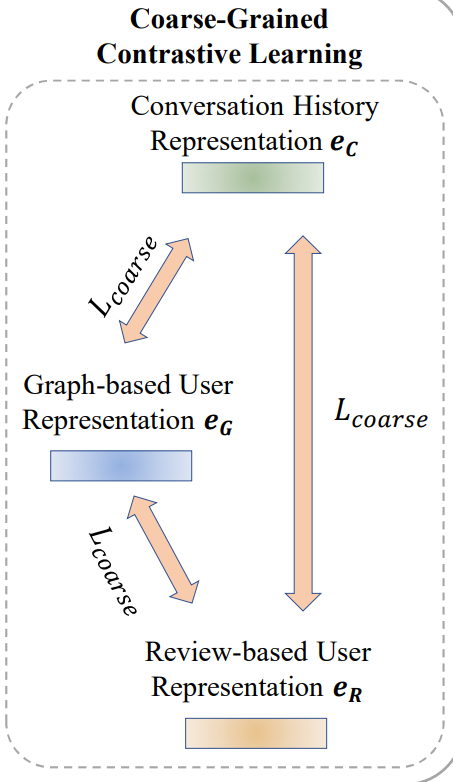 Coarse-Grained
Contrastive Learning
Conversation History
Representation e_C
L_coarse
Graph-based User
Representation e_G
L_coarse
L_coarse
Review-based User
Representation e_R